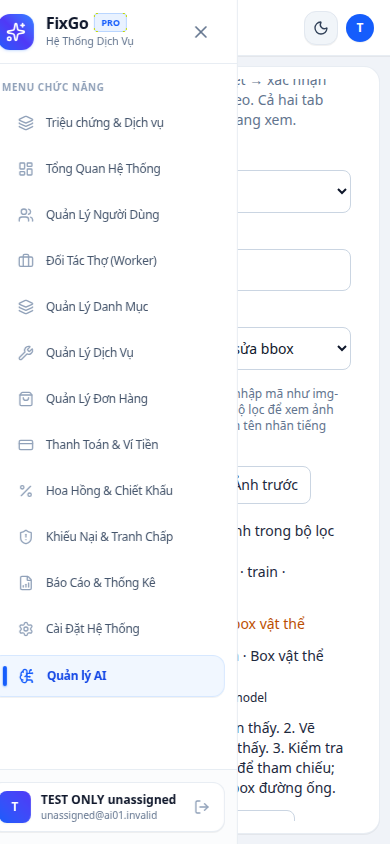 FixGo PRO
Hệ Thống Dịch Vụ
T
MENU CHỨC NĂNG
Triệu chứng & Dịch vụ
Tổng Quan Hệ Thống
Quản Lý Người Dùng
Đối Tác Thợ (Worker)
Quản Lý Danh Mục
Quản Lý Dịch Vụ
Quản Lý Đơn Hàng
Thanh Toán & Ví Tiền
Hoa Hồng & Chiết Khấu
Khiếu Nại & Tranh Chấp
Báo Cáo & Thống Kê
Cài Đặt Hệ Thống
Quản lý AI
T
TEST ONLY unassigned
unassigned@ai01.invalid
→ xác nhận
eo. Cả hai tab
ang xem.
sửa bbox
nhập mã như img-
bộ lọc để xem ảnh
tên nhãn tiếng
Ảnh trước
nh trong bộ lọc
· train ·
box vật thể
· Box vật thể
model
n thấy. 2. Vẽ
thấy. 3. Kiểm tra
để tham chiếu;
box đường ống.